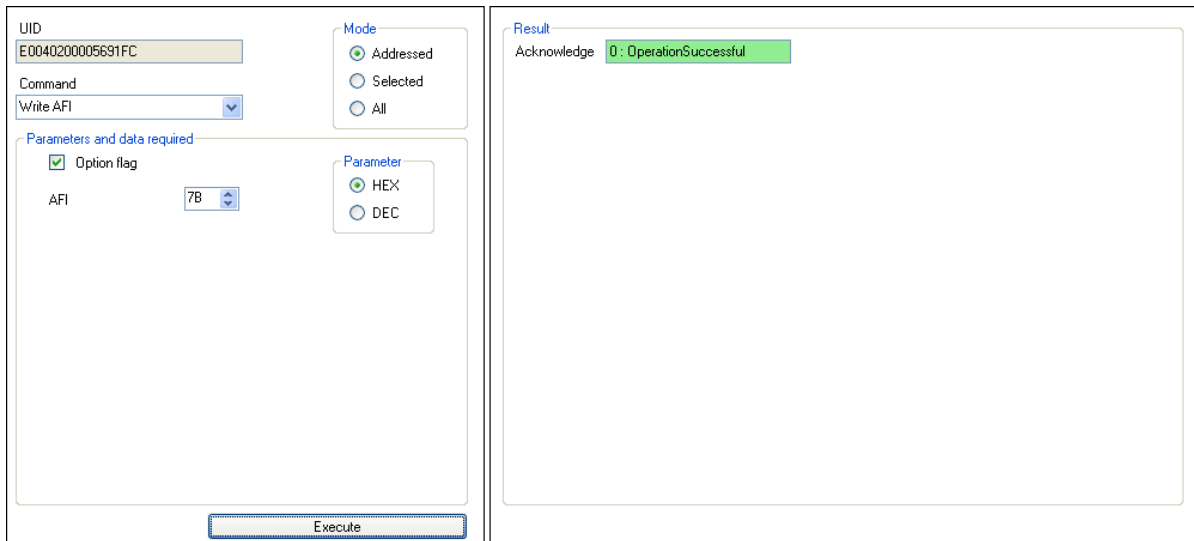 UID
E0040200005691FC
Command
Write AFI
Mode
Addressed
Selected
All
Parameters and data required
Option flag
AFI
7B
Parameter
HEX
DEC
Execute
Result
Acknowledge 0 : OperationSuccessful